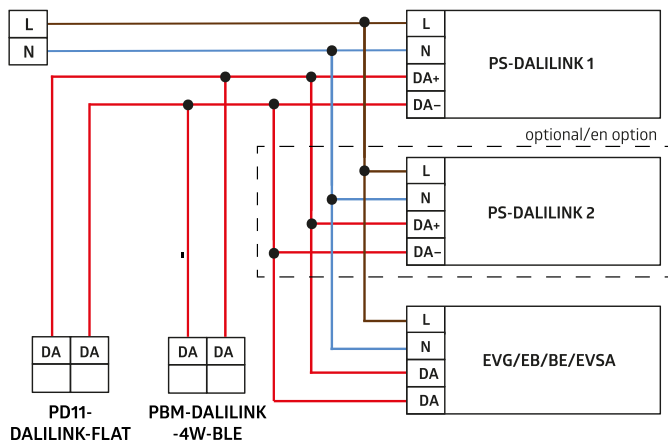 L
N
L
N
DA+
DA−
PS-DALILINK 1
optional/en option
L
N
DA+
DA−
PS-DALILINK 2
L
N
DA
DA
EVG/EB/BE/EVSA
DA DA
PD11-
DALILINK-FLAT
DA DA
PBM-DALILINK
-4W-BLE